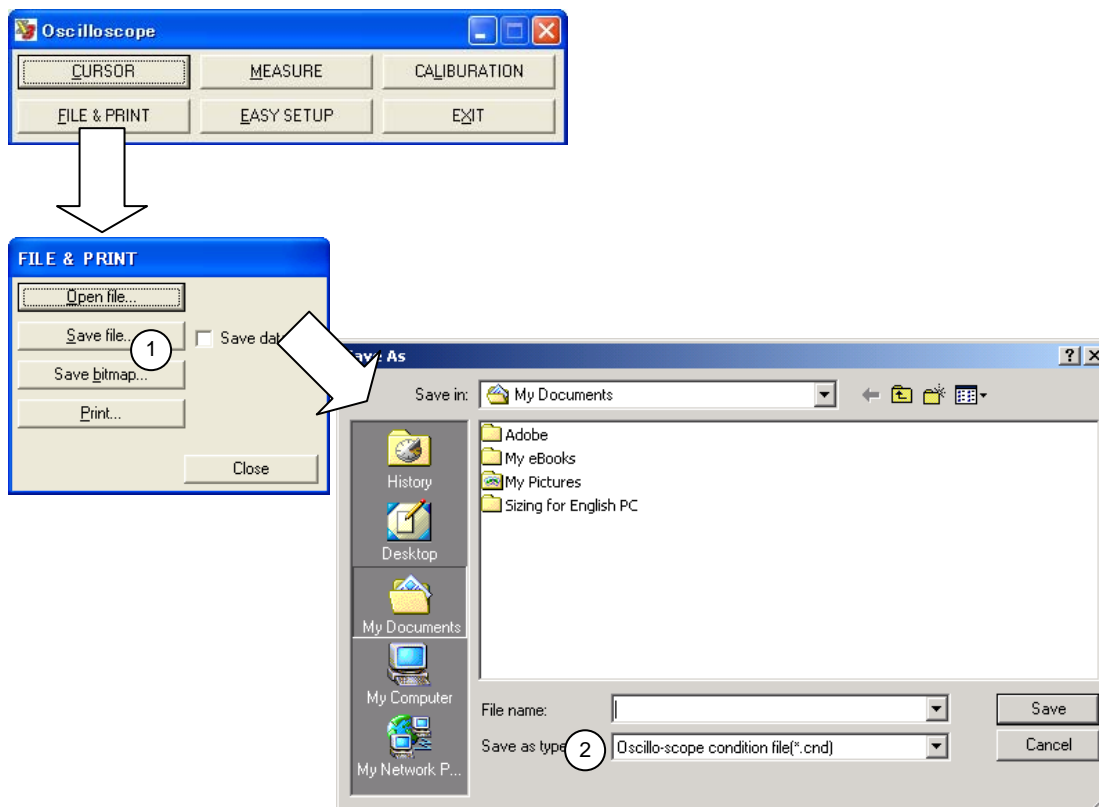 Oscilloscope
CURSOR MEASURE CALIBURATION
FILE & PRINT EASY SETUP EXIT
FILE & PRINT
Open file...
Save file... Save
1
Save bitmap...
Print...
Close
As
Save in: My Documents
Adobe
My eBooks
My Pictures
Sizing for English PC
History
Desktop
My Documents
My Computer
My Network P...
File name: Save
Save as type 2 Oscillo-scope condition file(*.cnd) Cancel